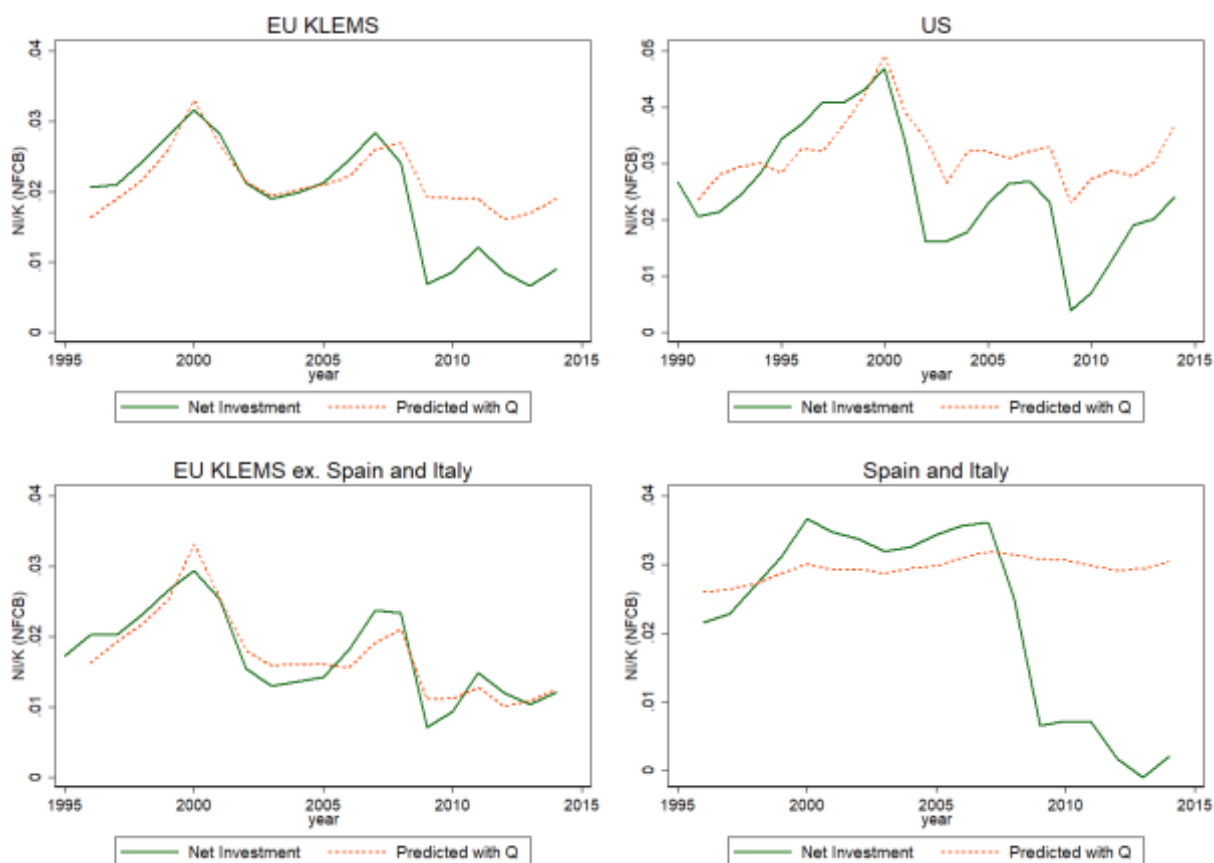 EU KLEMS
NI/K (NFCB)
.04
.03
.02
.01
0
1995 2000 2005 2010 2015
year
Net Investment Predicted with Q
US
NI/K (NFCB)
.05
.04
.03
.02
.01
0
1990 1995 2000 2005 2010 2015
year
Net Investment Predicted with Q
EU KLEMS ex. Spain and Italy
NI/K (NFCB)
.04
.03
.02
.01
0
1995 2000 2005 2010 2015
year
Net Investment Predicted with Q
Spain and Italy
NI/K (NFCB)
.04
.03
.02
.01
0
1995 2000 2005 2010 2015
year
Net Investment Predicted with Q